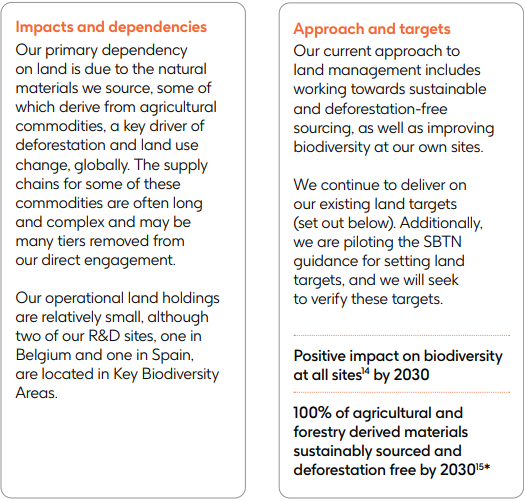 Impacts and dependencies
Our primary dependency
on land is due to the natural
materials we source, some of
which derive from agricultural
commodities, a key driver of
deforestation and land use
change, globally. The supply
chains for some of these
commodities are often long
and complex and may be
many tiers removed from
our direct engagement.
Our operational land holdings
are relatively small, although
two of our R&D sites, one in
Belgium and one in Spain,
are located in Key Biodiversity
Areas.
Approach and targets
Our current approach to
land management includes
working towards sustainable
and deforestation-free
sourcing, as well as improving
biodiversity at our own sites.
We continue to deliver on
our existing land targets
(set out below). Additionally,
we are piloting the SBTN
guidance for setting land
targets, and we will seek
to verify these targets.
Positive impact on biodiversity
at all sites¹⁴ by 2030
100% of agricultural and
forestry derived materials
sustainably sourced and
deforestation free by 2030¹⁵*